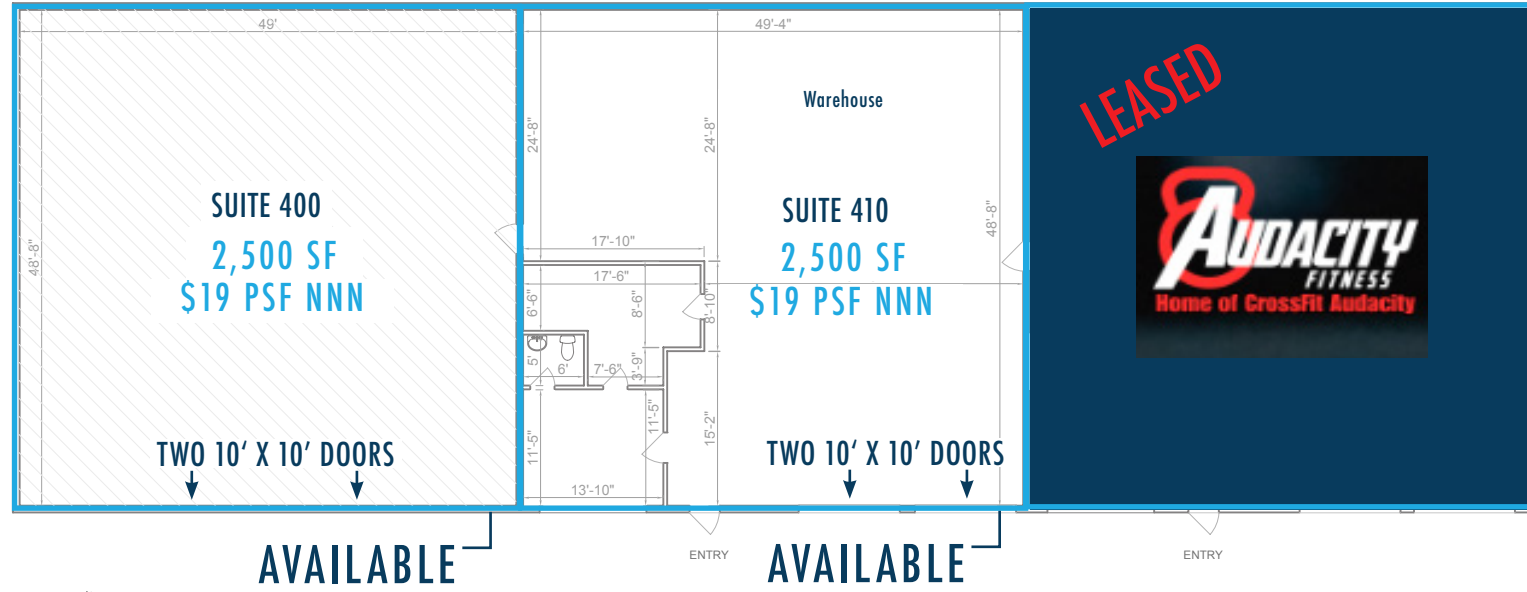 49'
49'-4"
LEASED
Warehouse
24'-8"
24'-8"
48'-8"
48'-8"
SUITE 400
2,500 SF
$19 PSF NNN
SUITE 410
2,500 SF
$19 PSF NNN
AUDACITY
FITNESS
Home of CrossFit Audacity
17'-10"
17'-6"
6'-6"
8'-6"
8'-10"
5'
6'
7'-6"
3'-9"
11'-5"
11'-5"
15'-2"
13'-10"
TWO 10' X 10' DOORS
TWO 10' X 10' DOORS
AVAILABLE
ENTRY
AVAILABLE
ENTRY